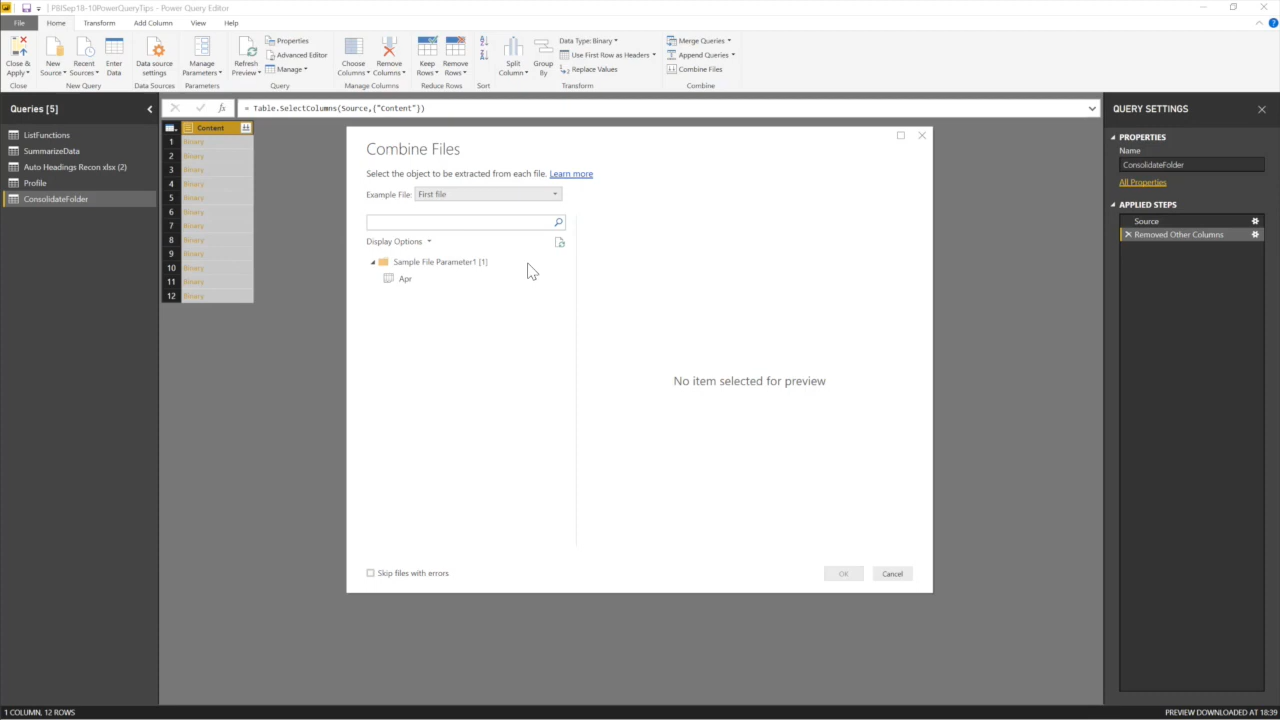 PBISep18-10PowerQueryTips - Power Query Editor
File Home Transform Add Column View Help
Close & Apply
New Source
Recent Sources
Enter Data
Data source settings
Manage Parameters
Refresh Preview
Properties
Advanced Editor
Manage
Choose Columns
Remove Columns
Keep Rows
Remove Rows
Split Column
Group By
Data Type: Binary
Use First Row as Headers
Replace Values
Merge Queries
Append Queries
Combine Files
Close New Query Data Sources Parameters Query Manage Columns Reduce Rows Sort Transform Combine
Queries [5]
ListFunctions
SummarizeData
Auto Headings Recon xlsx (2)
Profile
ConsolidateFolder
fx = Table.SelectColumns(Source,{"Content"})
Content
1 Binary
2 Binary
3 Binary
4 Binary
5 Binary
6 Binary
7 Binary
8 Binary
9 Binary
10 Binary
11 Binary
12 Binary
Combine Files
Select the object to be extracted from each file. Learn more
Example File: First file
Display Options
Sample File Parameter1 [1]
Apr
No item selected for preview
Skip files with errors
OK Cancel
QUERY SETTINGS
PROPERTIES
Name
ConsolidateFolder
All Properties
APPLIED STEPS
Source
Removed Other Columns
1 COLUMN, 12 ROWS
PREVIEW DOWNLOADED AT 18:39